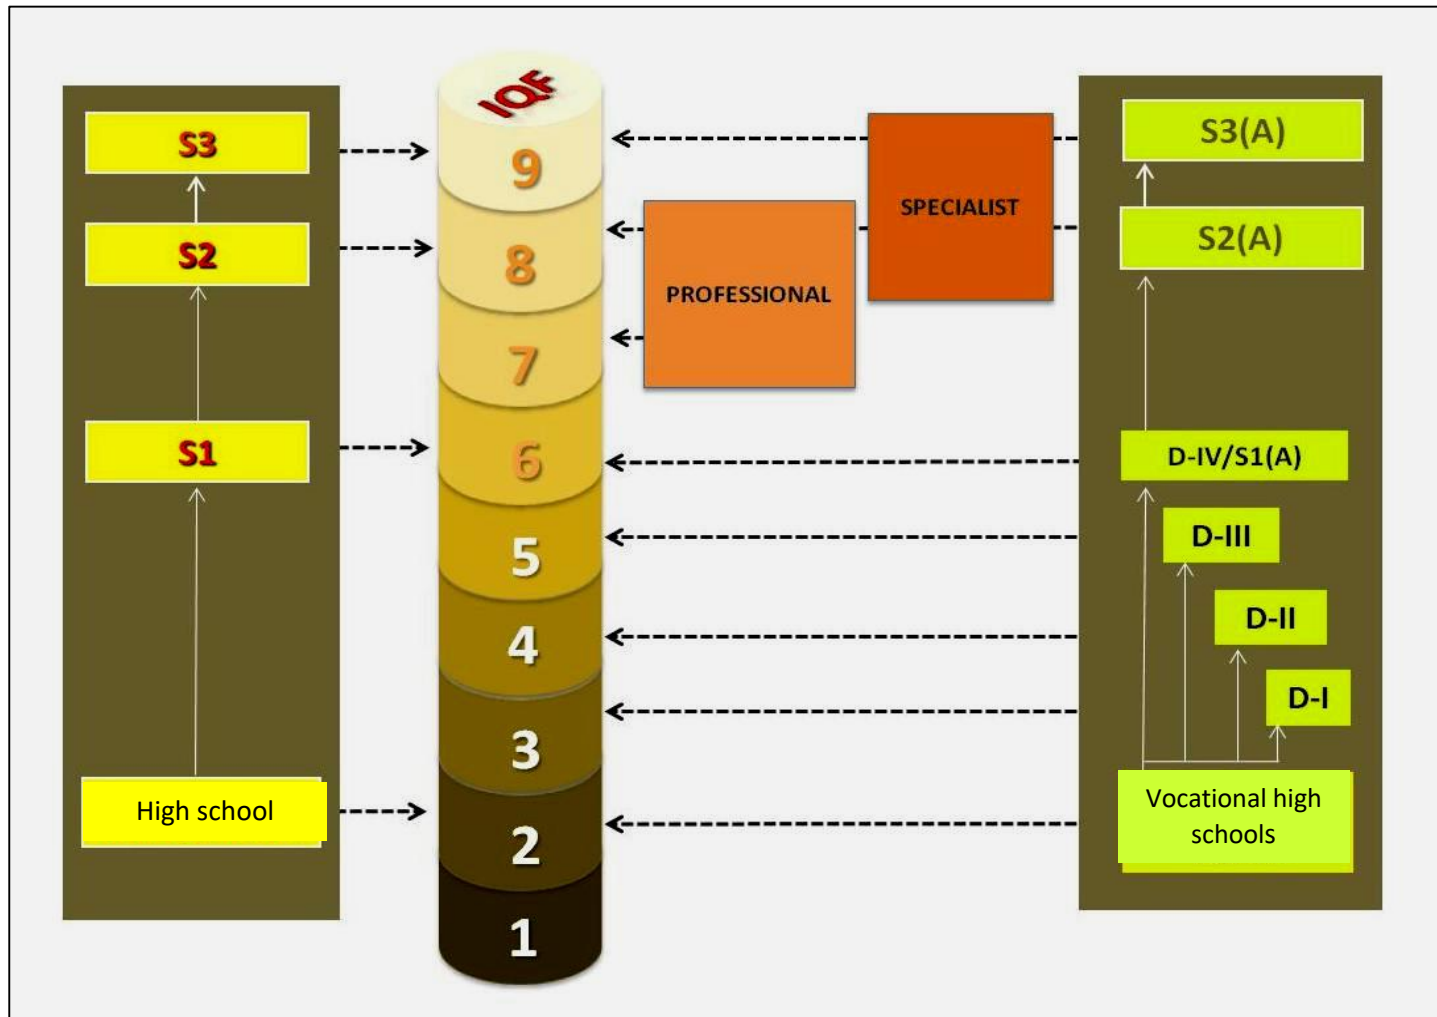 IQF
S3
S2
S1
High school
9
8
7
6
5
4
3
2
1
PROFESSIONAL
SPECIALIST
S3(A)
S2(A)
D-IV/S1(A)
D-III
D-II
D-I
Vocational high
schools